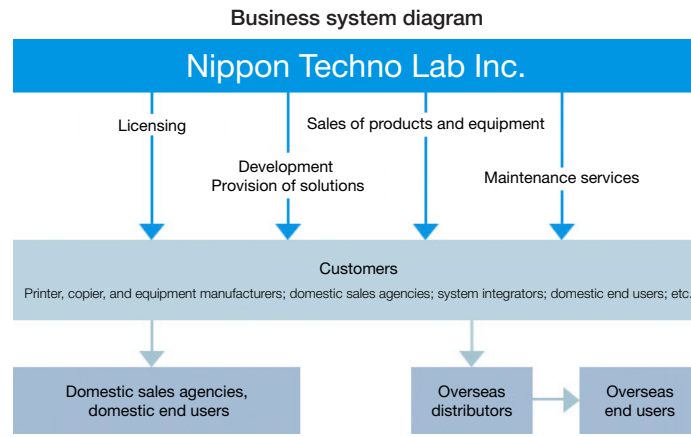 Business system diagram
Nippon Techno Lab Inc.
Licensing
Sales of products and equipment
Development
Provision of solutions
Maintenance services
Customers
Printer, copier, and equipment manufacturers; domestic sales agencies; system integrators; domestic end users; etc.
Domestic sales agencies,
domestic end users
Overseas
distributors
Overseas
end users